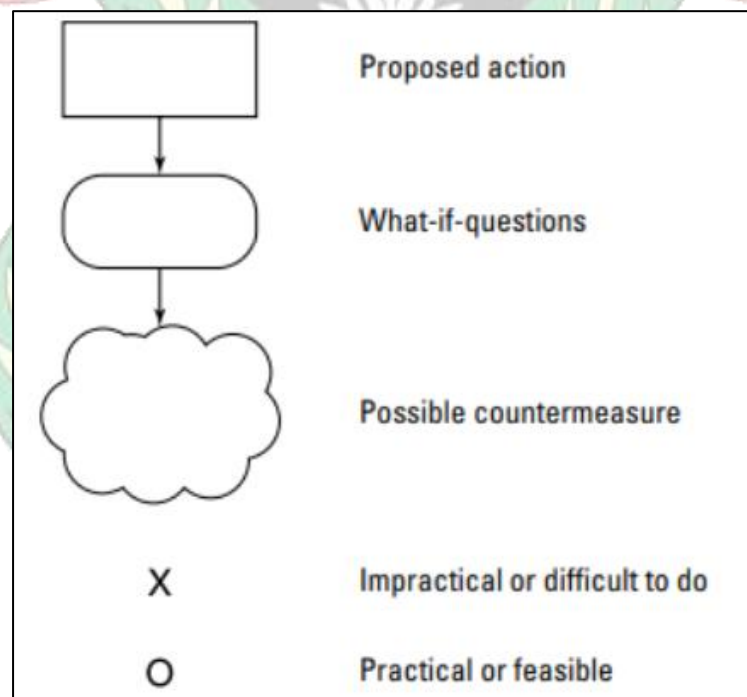 Proposed action
What-if-questions
Possible countermeasure
X Impractical or difficult to do
O Practical or feasible